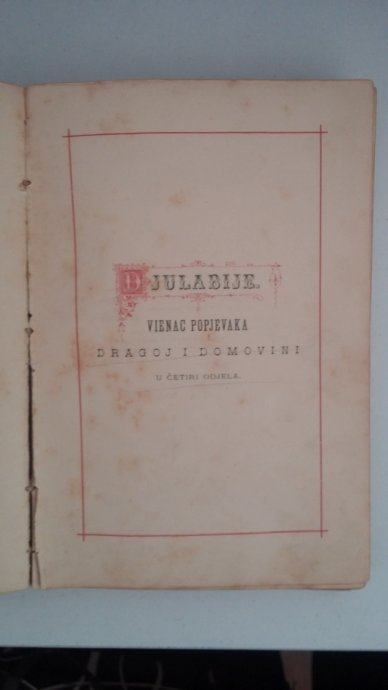 DJULABIJE.
VIENAC POPJEVAKA
DRAGOJ I DOMOVINI
U ČETIRI ODJELA.